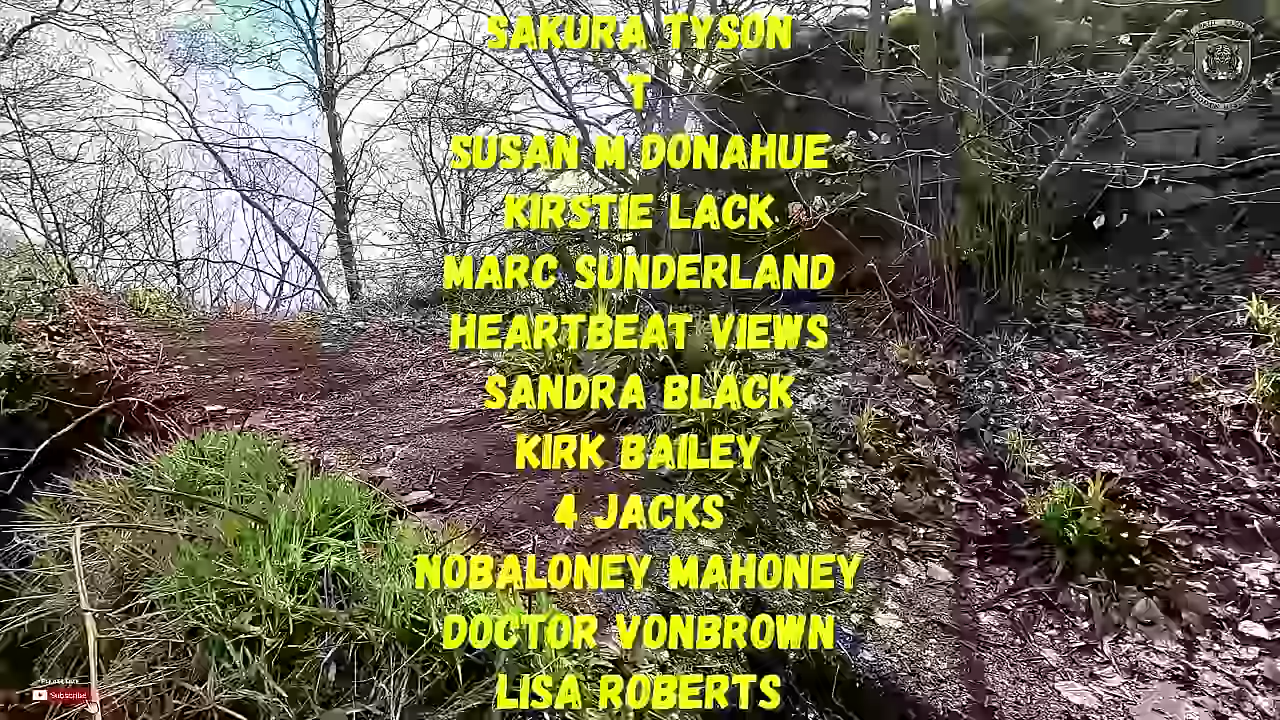 SAKURA TYSON
T
SUSAN M DONAHUE
KIRSTIE LACK
MARC SUNDERLAND
HEARTBEAT VIEWS
SANDRA BLACK
KIRK BAILEY
4 JACKS
NOBALONEY MAHONEY
DOCTOR VONBROWN
LISA ROBERTS
Subscribe